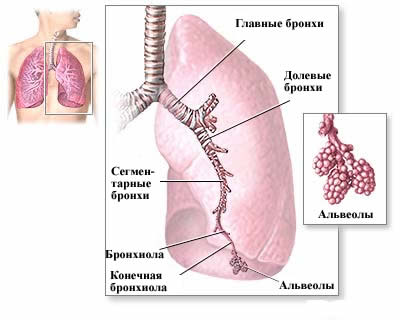 Главные бронхи
Долевые
бронхи
Сегмен-
тарные
бронхи
Альвеолы
Бронхиола
Конечная
бронхиола
Альвеолы